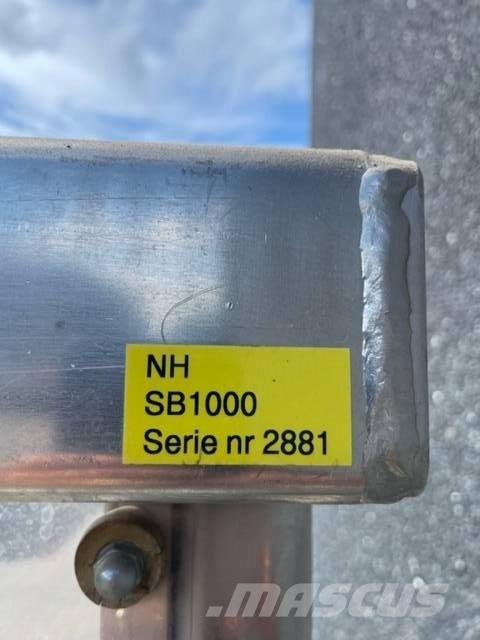 NH
SB1000
Serie nr 2881
MASCUS